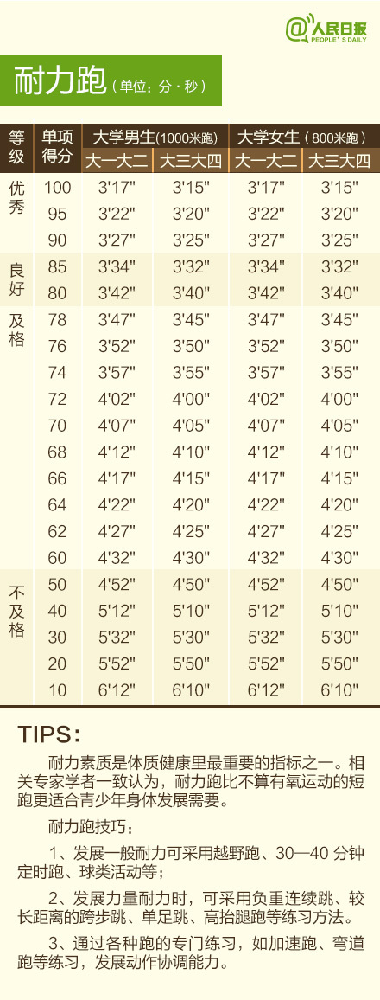 @人民日报
PEOPLE'S DAILY
耐力跑(单位：分·秒)
等级 单项得分 大学男生(1000米跑) 大学女生(800米跑)
大一大二 大三大四 大一大二 大三大四
优秀 100 3'17" 3'15" 3'17" 3'15"
95 3'22" 3'20" 3'22" 3'20"
90 3'27" 3'25" 3'27" 3'25"
良好 85 3'34" 3'32" 3'34" 3'32"
80 3'42" 3'40" 3'42" 3'40"
及格 78 3'47" 3'45" 3'47" 3'45"
76 3'52" 3'50" 3'52" 3'50"
74 3'57" 3'55" 3'57" 3'55"
72 4'02" 4'00" 4'02" 4'00"
70 4'07" 4'05" 4'07" 4'05"
68 4'12" 4'10" 4'12" 4'10"
66 4'17" 4'15" 4'17" 4'15"
64 4'22" 4'20" 4'22" 4'20"
62 4'27" 4'25" 4'27" 4'25"
60 4'32" 4'30" 4'32" 4'30"
不及格 50 4'52" 4'50" 4'52" 4'50"
40 5'12" 5'10" 5'12" 5'10"
30 5'32" 5'30" 5'32" 5'30"
20 5'52" 5'50" 5'52" 5'50"
10 6'12" 6'10" 6'12" 6'10"
TIPS：
耐力素质是体质健康里最重要的指标之一。相
关专家学者一致认为，耐力跑比不算有氧运动的短
跑更适合青少年身体发展需要。
耐力跑技巧：
1、发展一般耐力可采用越野跑、30—40 分钟
定时跑、球类活动等；
2、发展力量耐力时，可采用负重连续跳、较
长距离的跨步跳、单足跳、高抬腿跑等练习方法。
3、通过各种跑的专门练习，如加速跑、弯道
跑等练习，发展动作协调能力。